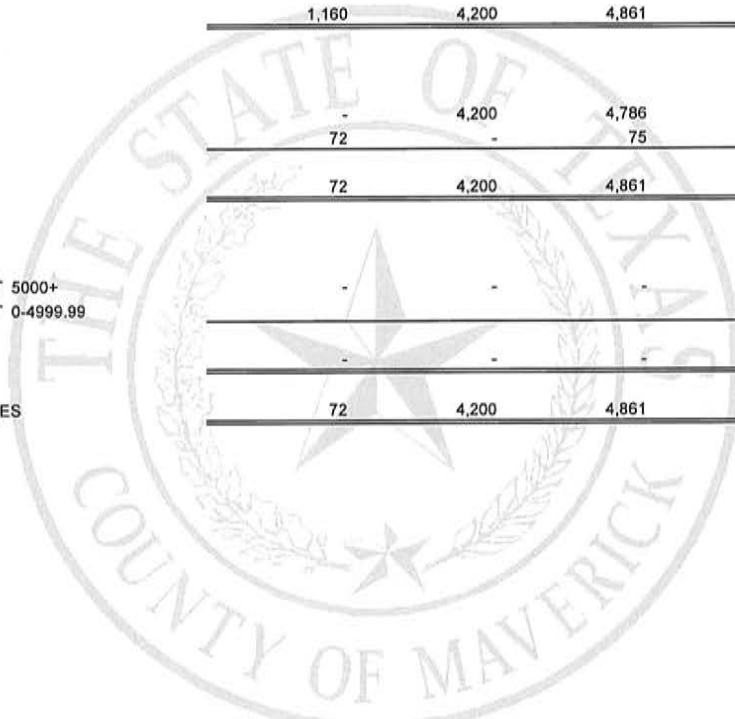 1,160 4,200 4,861
- 4,200 4,786
72 - 75
72 4,200 4,861
5000+ - - -
0-4999.99
- - -
ES 72 4,200 4,861
THE STATE OF TEXAS
COUNTY OF MAVERICK